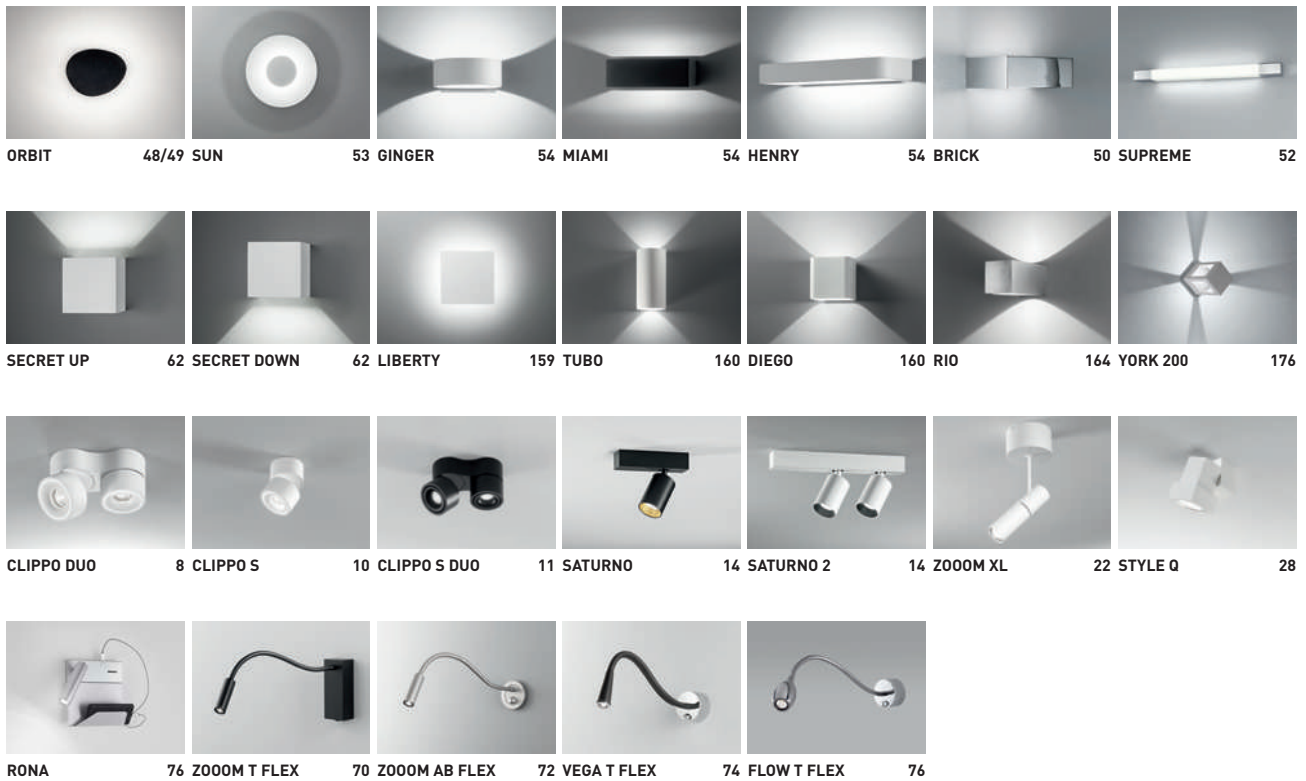 ORBIT 48/49 SUN 53 GINGER 54 MIAMI 54 HENRY 54 BRICK 50 SUPREME 52
SECRET UP 62 SECRET DOWN 62 LIBERTY 159 TUBO 160 DIEGO 160 RIO 164 YORK 200 176
CLIPPO DUO 8 CLIPPO S 10 CLIPPO S DUO 11 SATURNO 14 SATURNO 2 14 ZOOOM XL 22 STYLE Q 28
RONA 76 ZOOOM T FLEX 70 ZOOOM AB FLEX 72 VEGA T FLEX 74 FLOW T FLEX 76